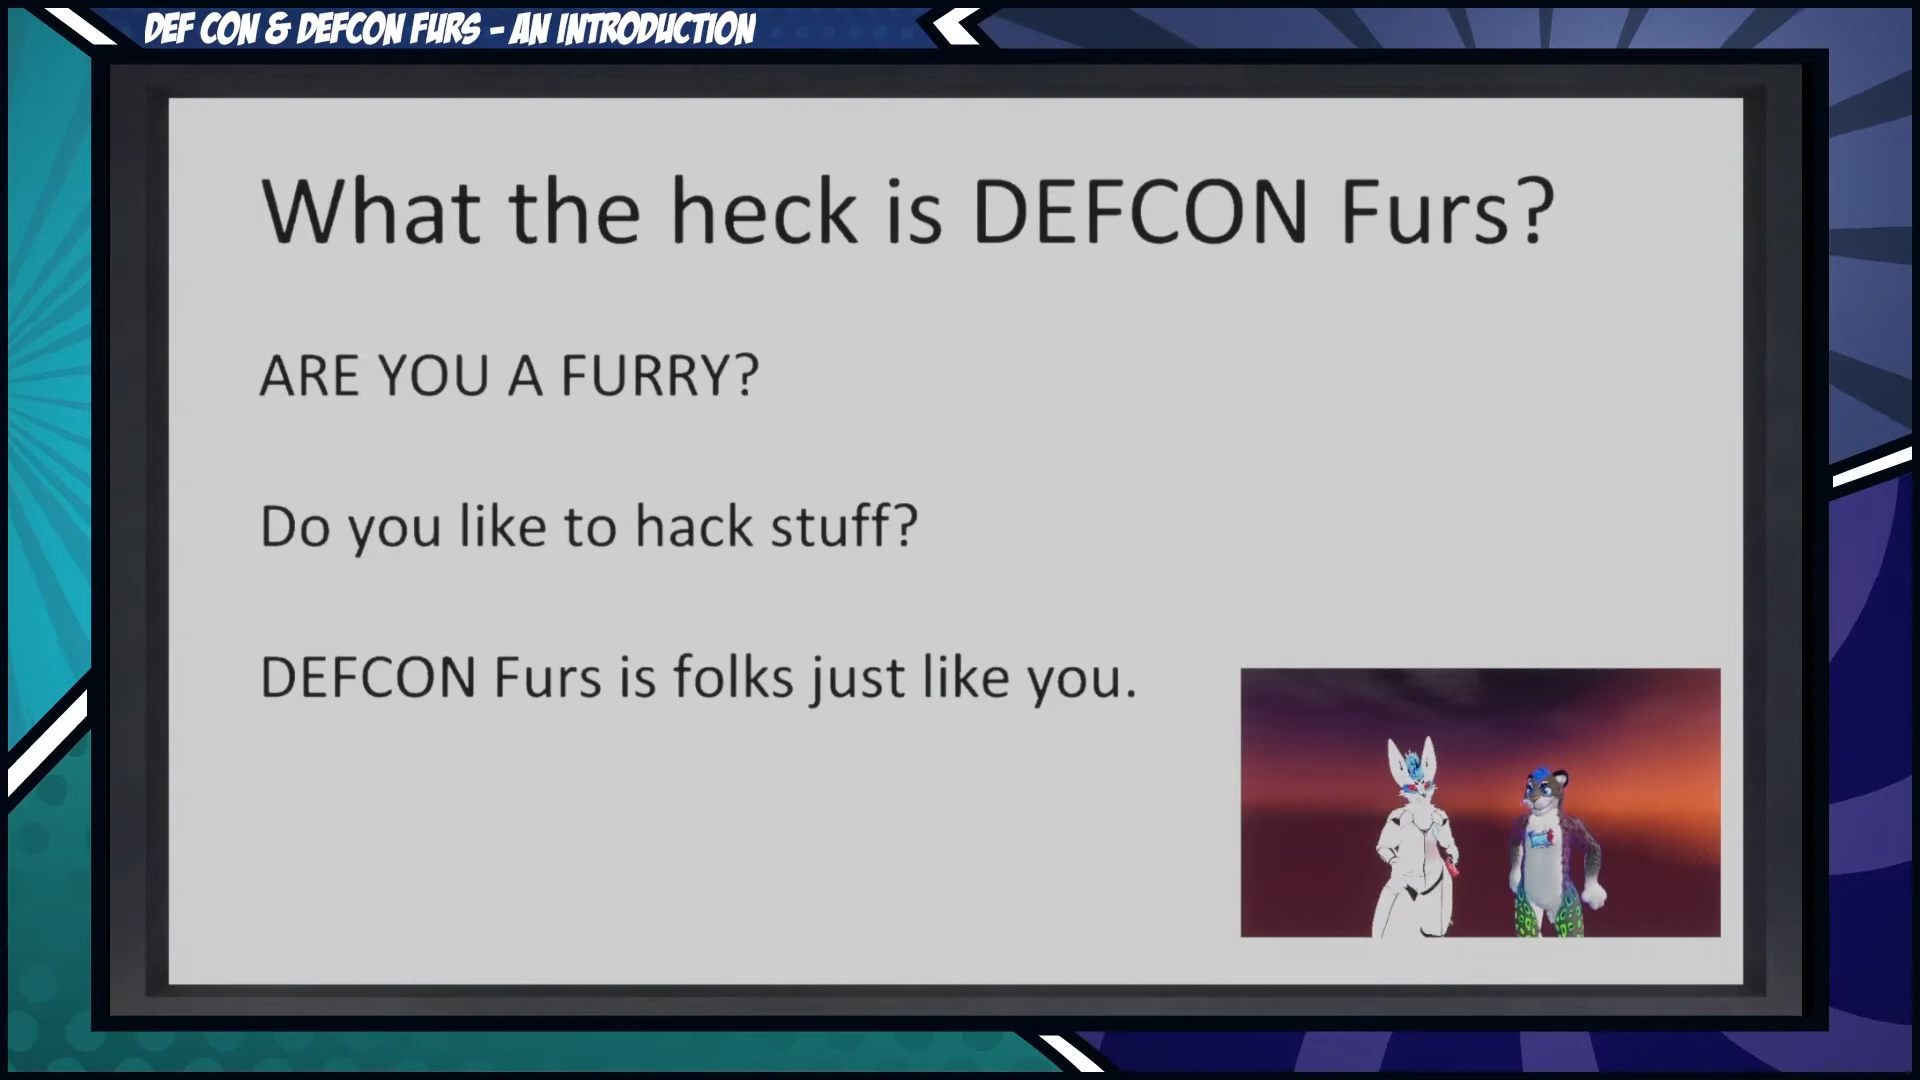 DEF CON & DEFCON FURS - AN INTRODUCTION
What the heck is DEFCON Furs?
ARE YOU A FURRY?
Do you like to hack stuff?
DEFCON Furs is folks just like you.